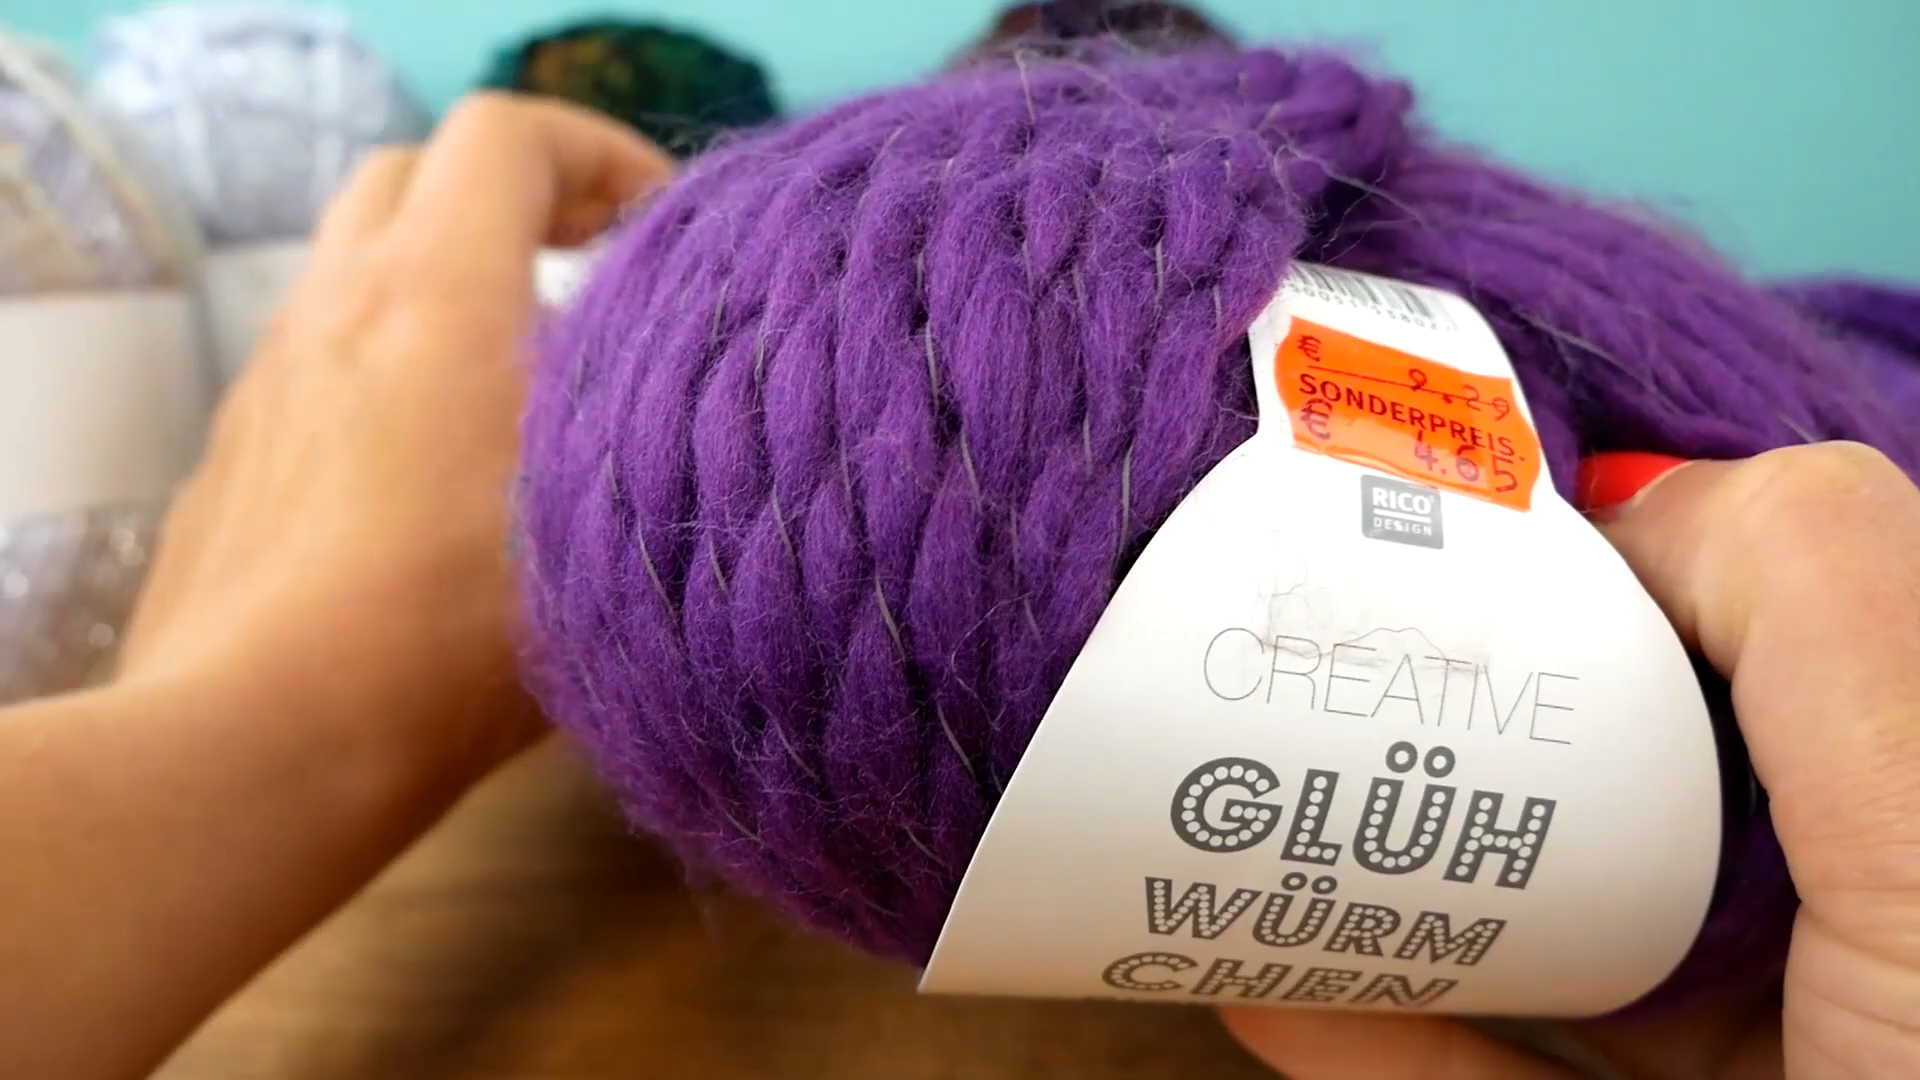 € 9.29
SONDERPREIS
€ 4.65
RICO
DESIGN
CREATIVE
GLÜH
WÜRM
CHEN